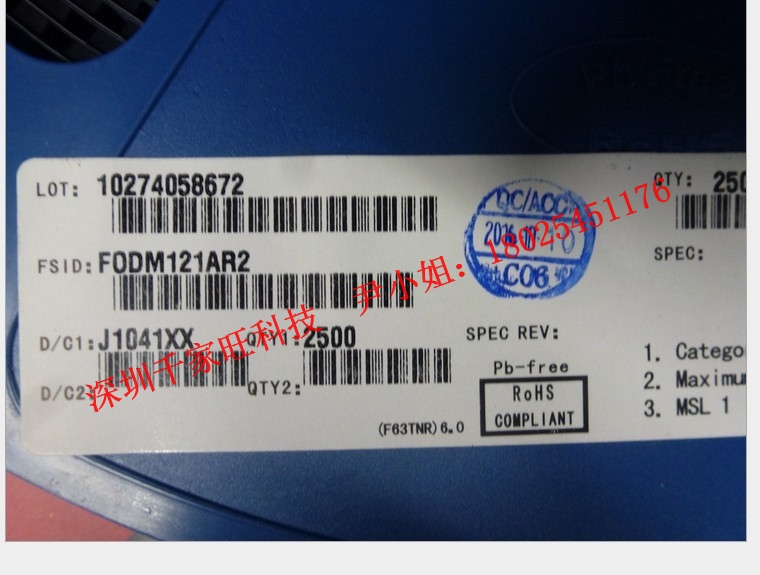 LOT: 10274058672
QTY: 250
QC/ACC
C06
FSID: FODM121AR2
SPEC:
D/C1: J1041XX QTY1: 2500
SPEC REV:
D/C2: QTY2:
Pb-free
RoHS
COMPLIANT
(F63TNR)6.0
1.
2.
3. MSL 1
深圳千家旺科技 尹小姐：18025451176